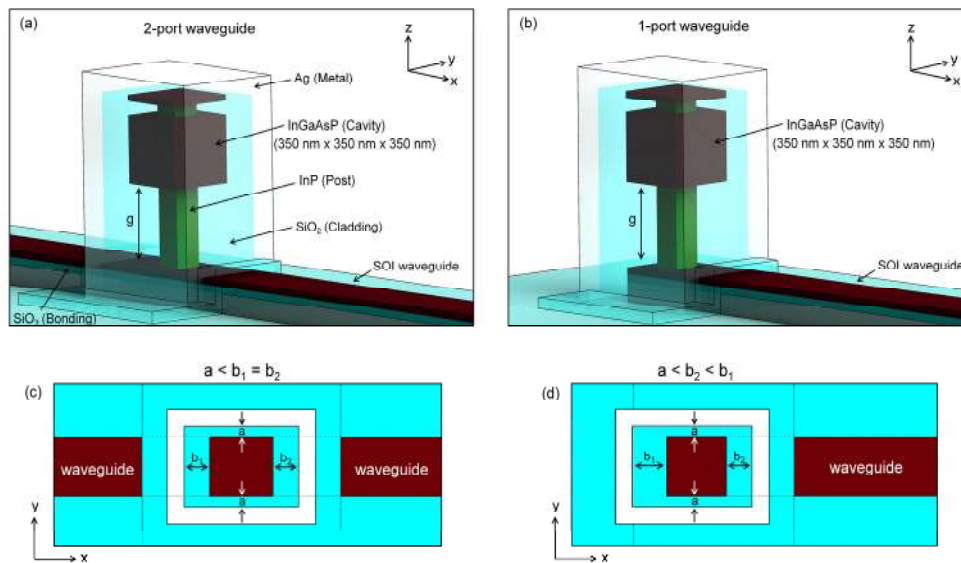 (a)
2-port waveguide
z
y
x
Ag (Metal)
InGaAsP (Cavity)
(350 nm x 350 nm x 350 nm)
InP (Post)
g
SiO₂ (Cladding)
SOI waveguide
SiO₂ (Bonding)
(b)
1-port waveguide
z
y
x
InGaAsP (Cavity)
(350 nm x 350 nm x 350 nm)
g
SOI waveguide
(c)
a < b₁ = b₂
waveguide
a
b₁
b₂
a
waveguide
y
x
(d)
a < b₂ < b₁
a
b₁
b₂
a
waveguide
y
x